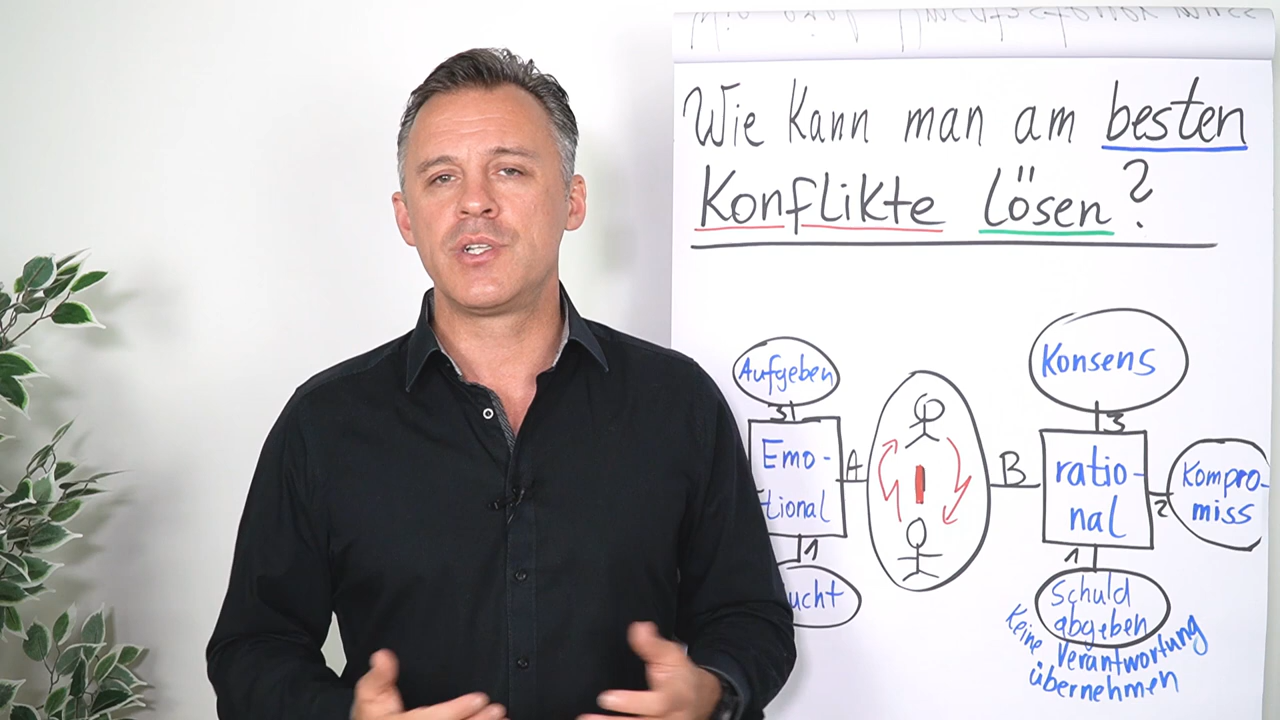 Wie kann man am besten
Konflikte lösen?
Aufgeben
3
Emo-
tional
1
ucht
A
B
Konsens
3
ratio-
nal
2
Kompro-
miss
1
Schuld
abgeben
Keine Verantwortung
übernehmen